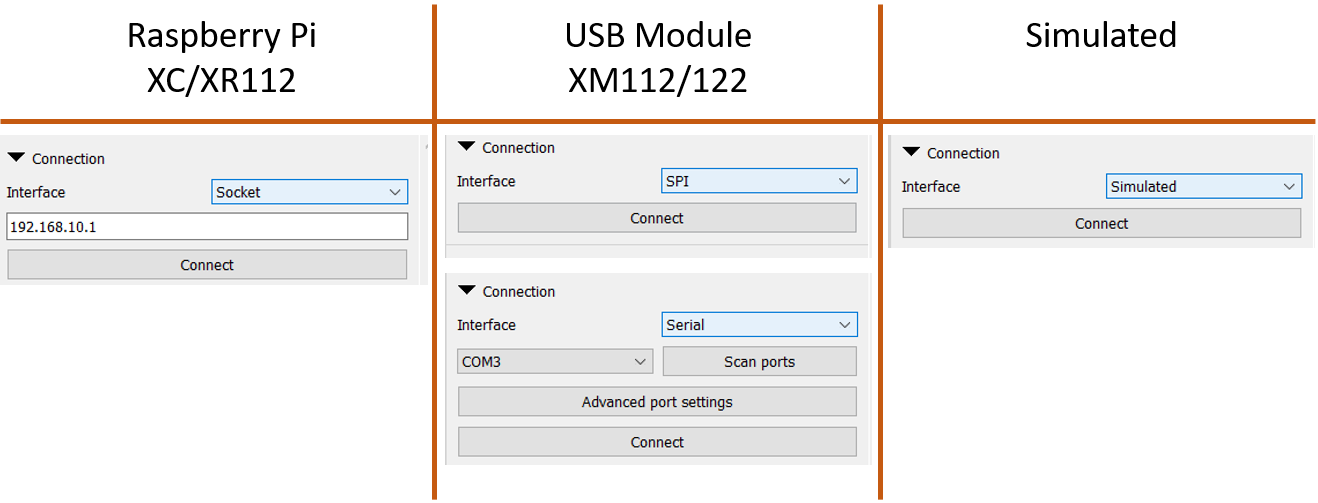 Raspberry Pi
XC/XR112
Connection
Interface
Socket
192.168.10.1
Connect
USB Module
XM112/122
Connection
Interface
SPI
Connect
Connection
Interface
Serial
COM3
Scan ports
Advanced port settings
Connect
Simulated
Connection
Interface
Simulated
Connect